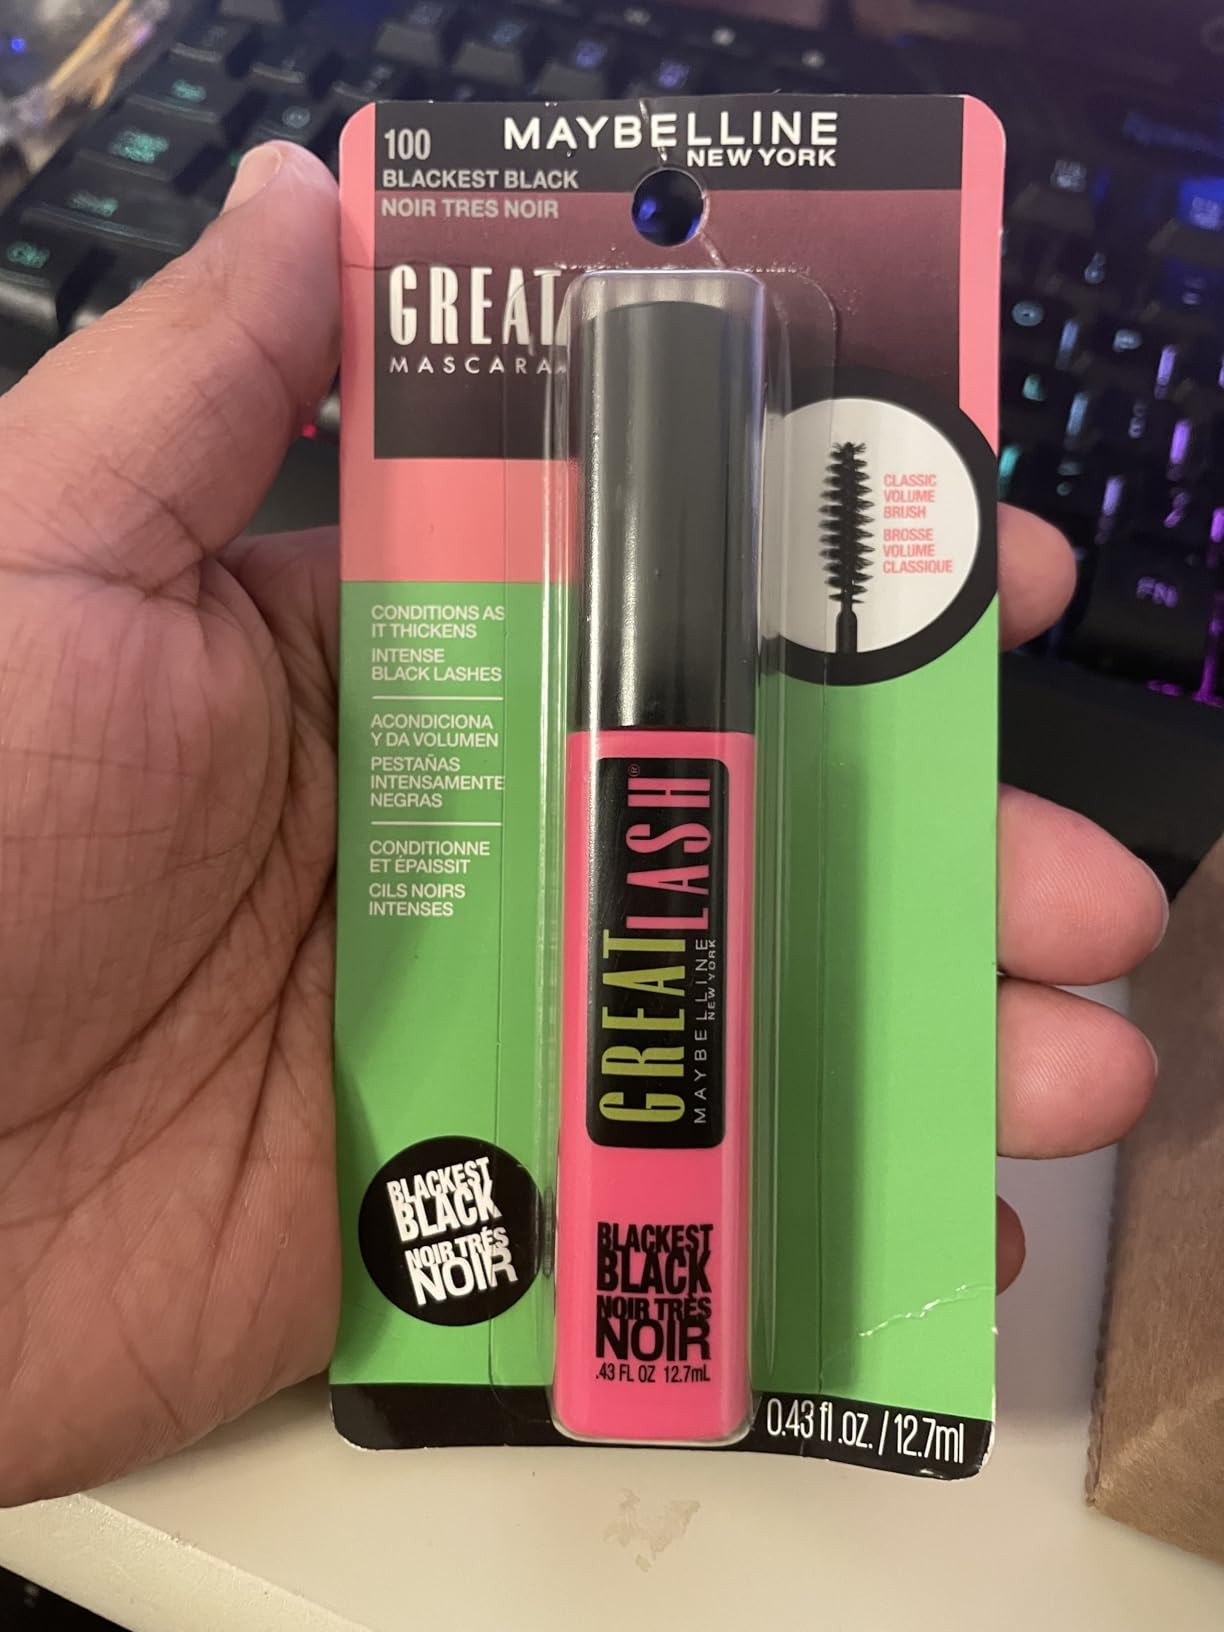 MAYBELLINE
NEW YORK
100
BLACKEST BLACK
NOIR TRES NOIR
GREAT
MASCARA
CLASSIC
VOLUME
BRUSH
BROSSE
VOLUME
CLASSIQUE
CONDITIONS AS
IT THICKENS
INTENSE
BLACK LASHES
ACONDICIONA
Y DA VOLUMEN
PESTAÑAS
INTENSAMENTE
NEGRAS
CONDITIONNE
ET ÉPAISSIT
CILS NOIRS
INTENSES
GREAT LASH®
MAYBELLINE
NEW YORK
BLACKEST
BLACK
NOIR TRÉS
NOIR
BLACKEST
BLACK
NOIR TRÈS
NOIR
.43 FL OZ 12.7mL
0.43 fl.oz. / 12.7ml
FN